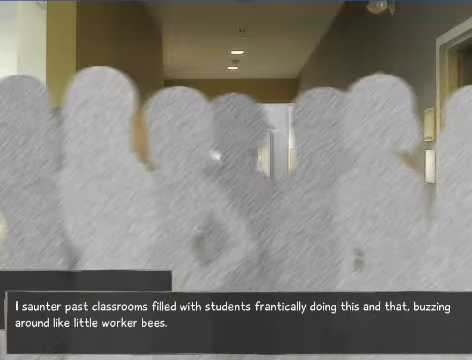 I saunter past classrooms filled with students frantically doing this and that, buzzing
around like little worker bees.